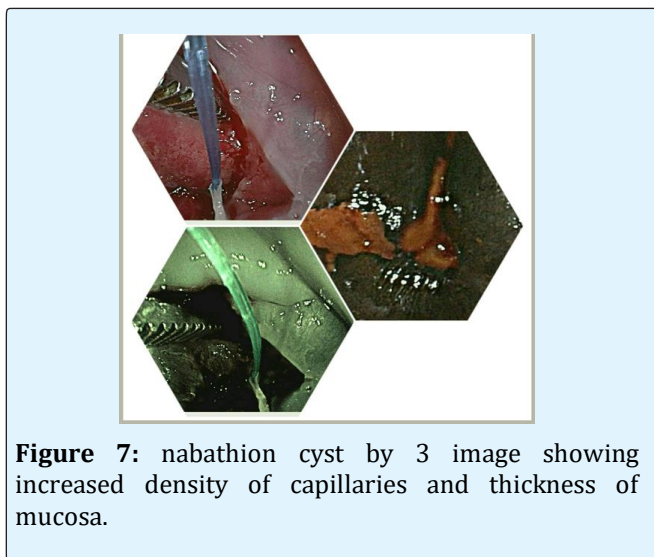 Figure 7: nabathion cyst by 3 image showing
increased density of capillaries and thickness of
mucosa.